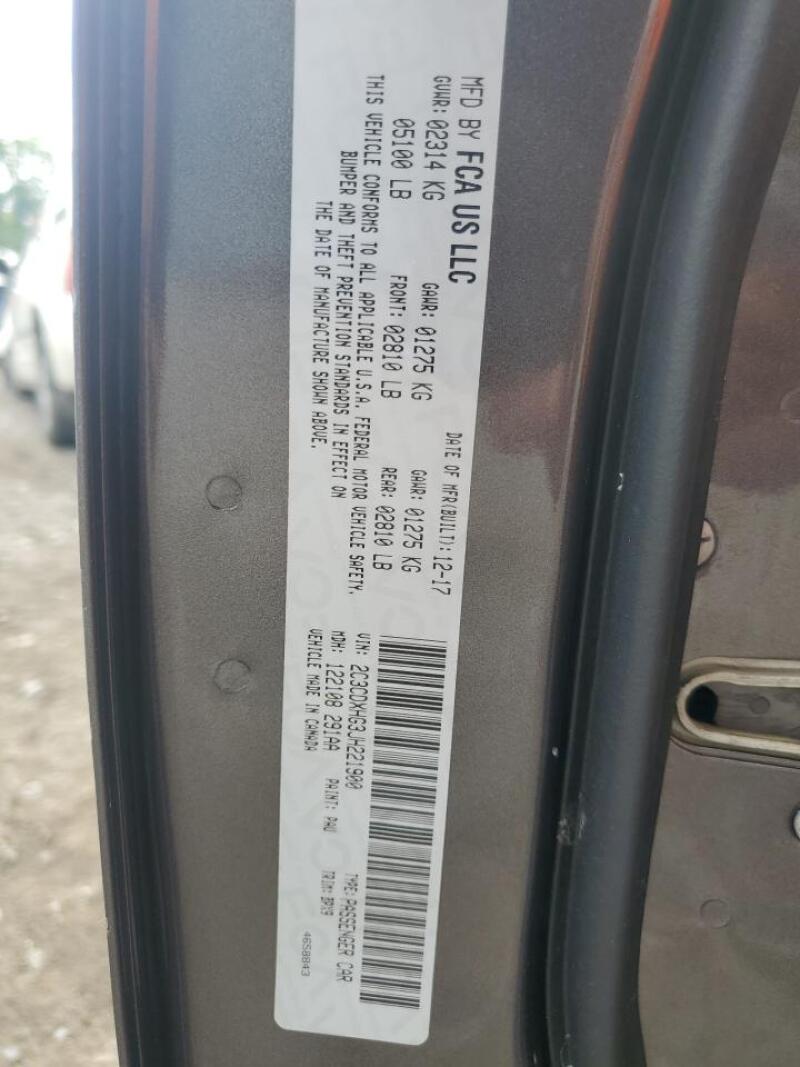 MFD BY FCA US LLC
DATE OF MFR(BUILT): 12-17
GVWR: 02314 KG GAWR: 01275 KG GAWR: 01275 KG
05100 LB FRONT: 02810 LB REAR: 02810 LB
THIS VEHICLE CONFORMS TO ALL APPLICABLE U.S.A. FEDERAL MOTOR VEHICLE SAFETY,
BUMPER AND THEFT PREVENTION STANDARDS IN EFFECT ON
THE DATE OF MANUFACTURE SHOWN ABOVE.
VIN: 2C3CDXHG3JH221900 TYPE: PASSENGER CAR
MDH: 122108 291AA PAINT: PAU TRIM: BPX9
VEHICLE MADE IN CANADA
4658843